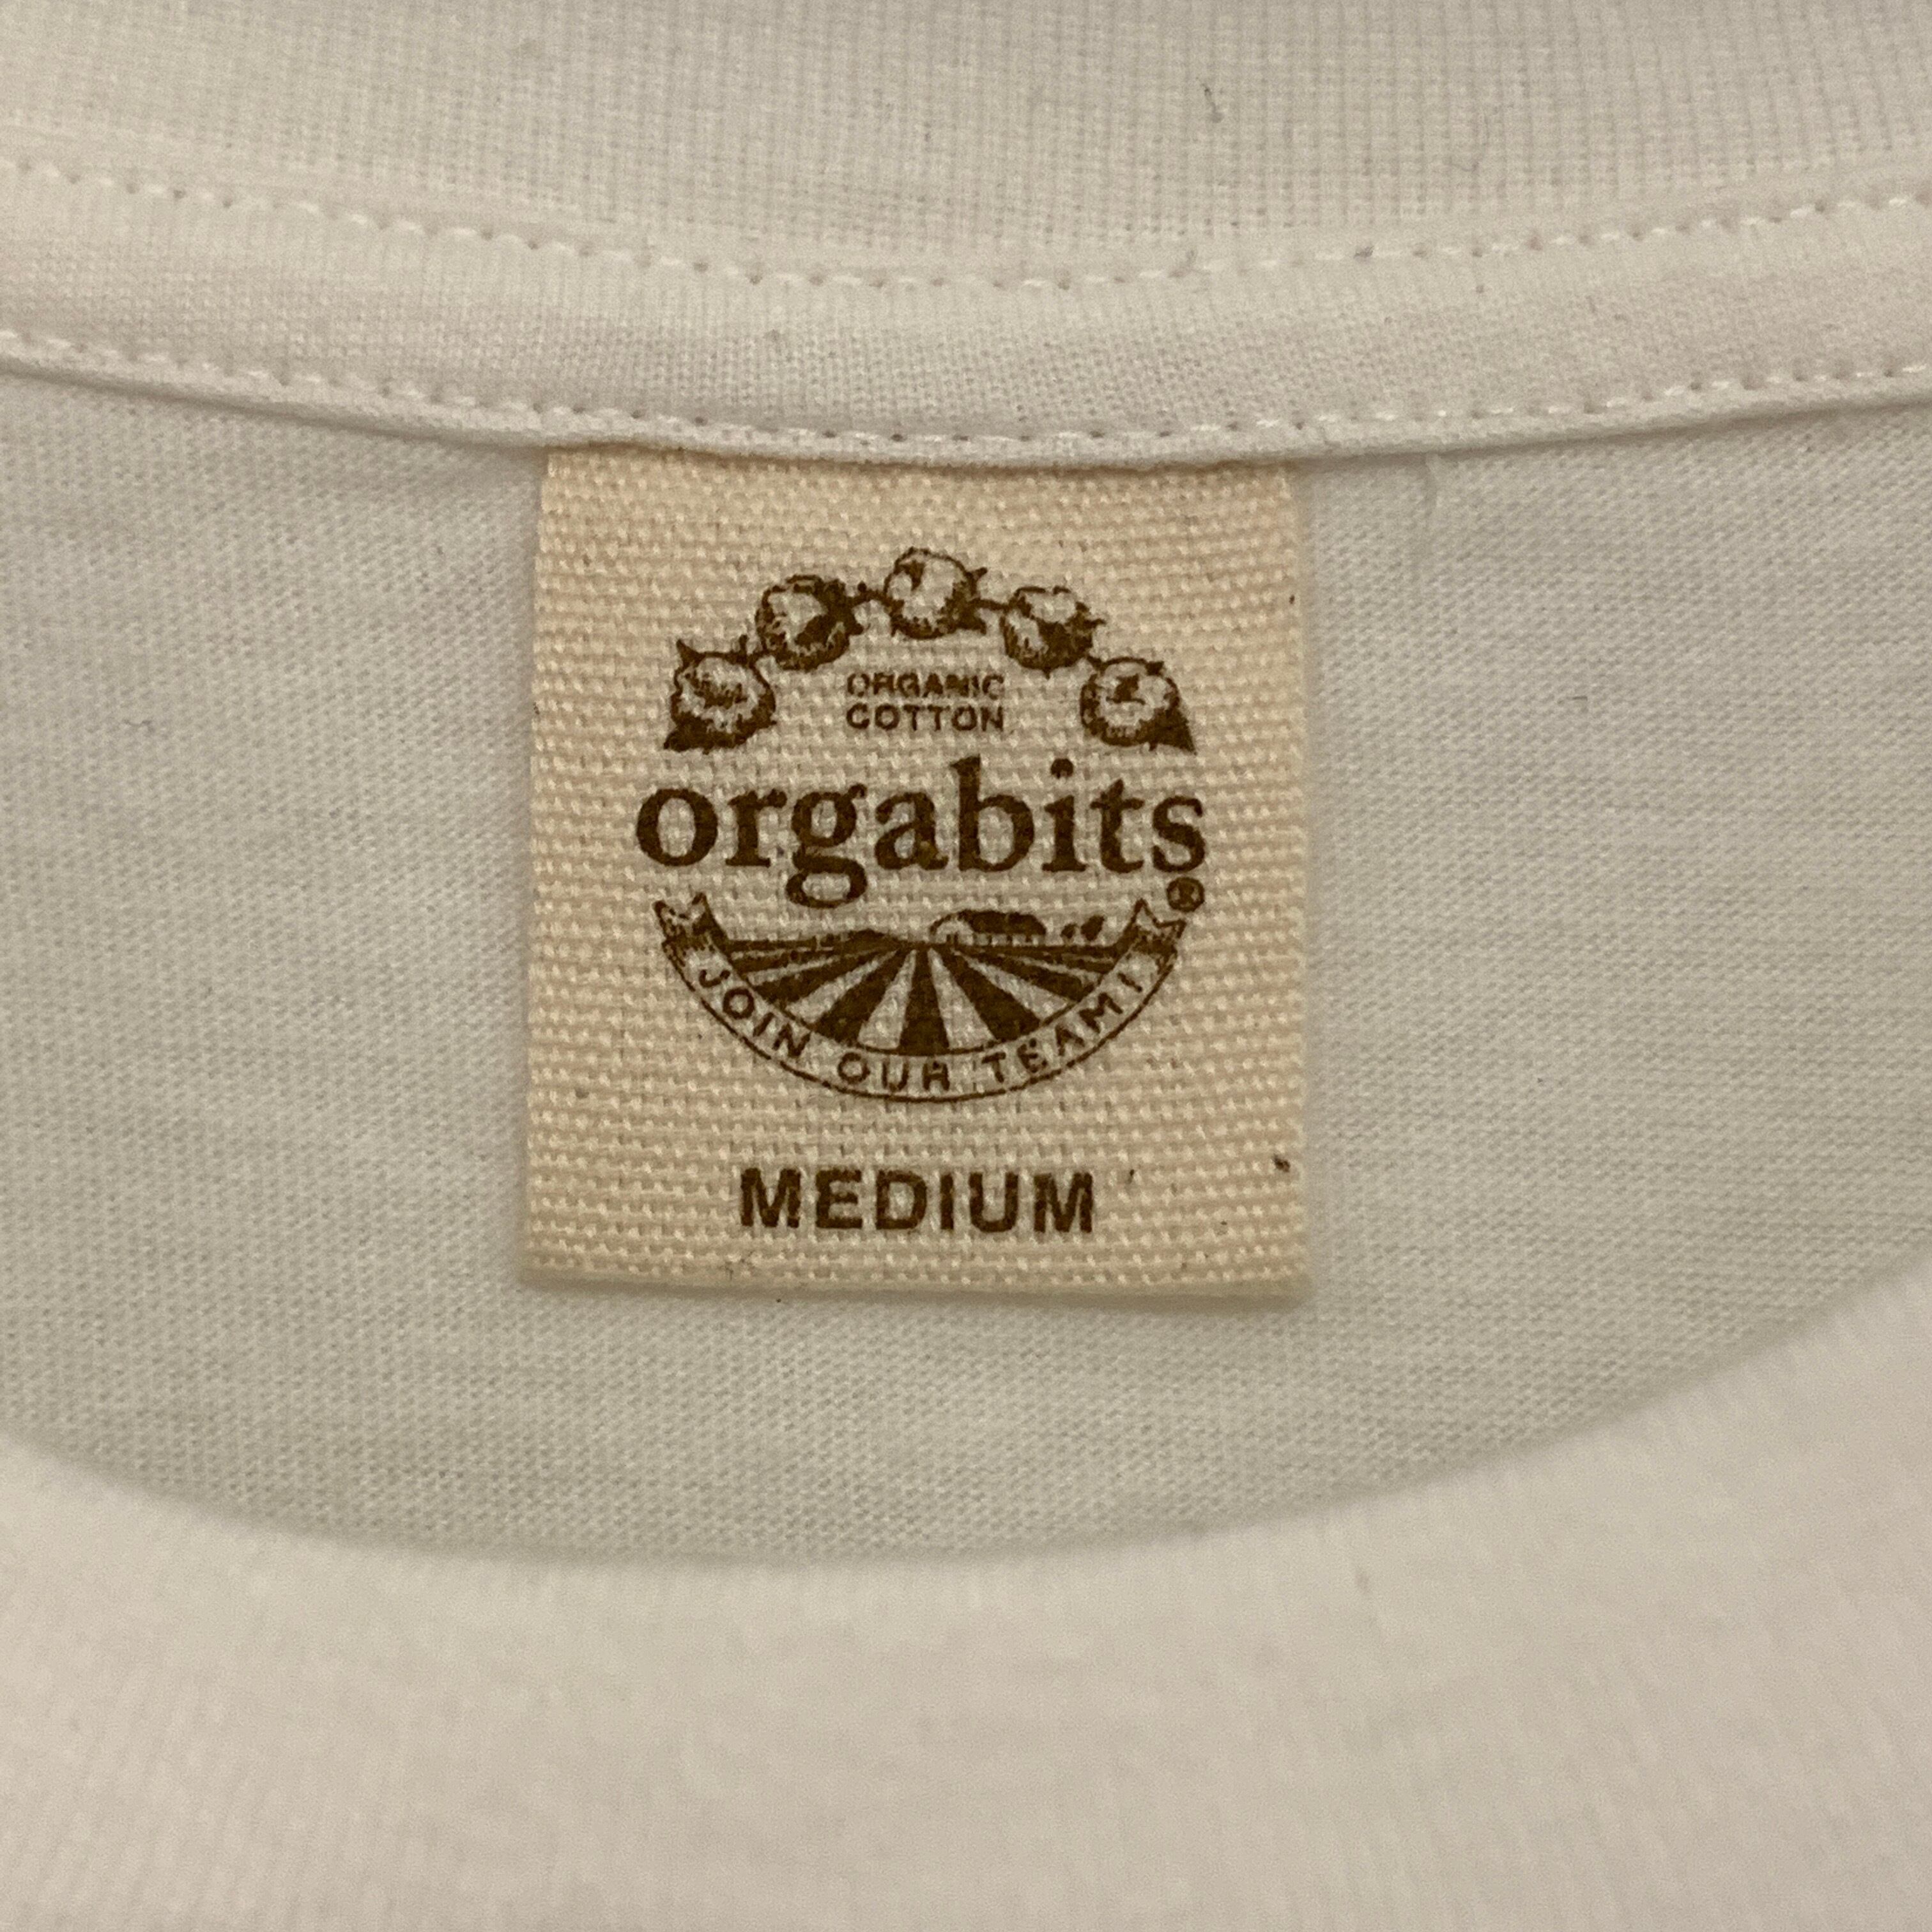 ORGANIC
COTTON
orgabits
®
JOIN OUR TEAM!
MEDIUM